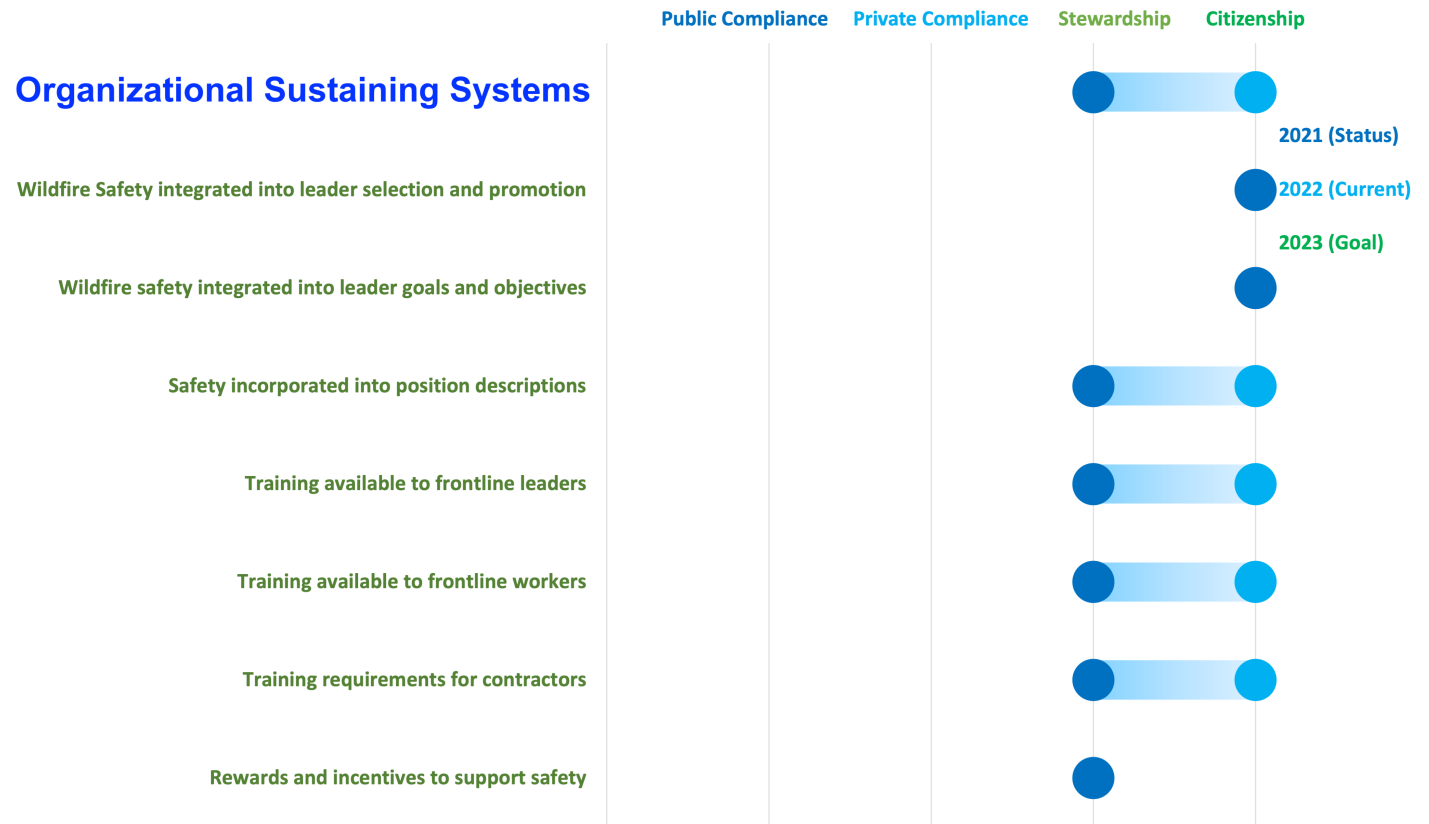 Public Compliance Private Compliance Stewardship Citizenship
Organizational Sustaining Systems
2021 (Status)
Wildfire Safety integrated into leader selection and promotion
2022 (Current)
2023 (Goal)
Wildfire safety integrated into leader goals and objectives
Safety incorporated into position descriptions
Training available to frontline leaders
Training available to frontline workers
Training requirements for contractors
Rewards and incentives to support safety